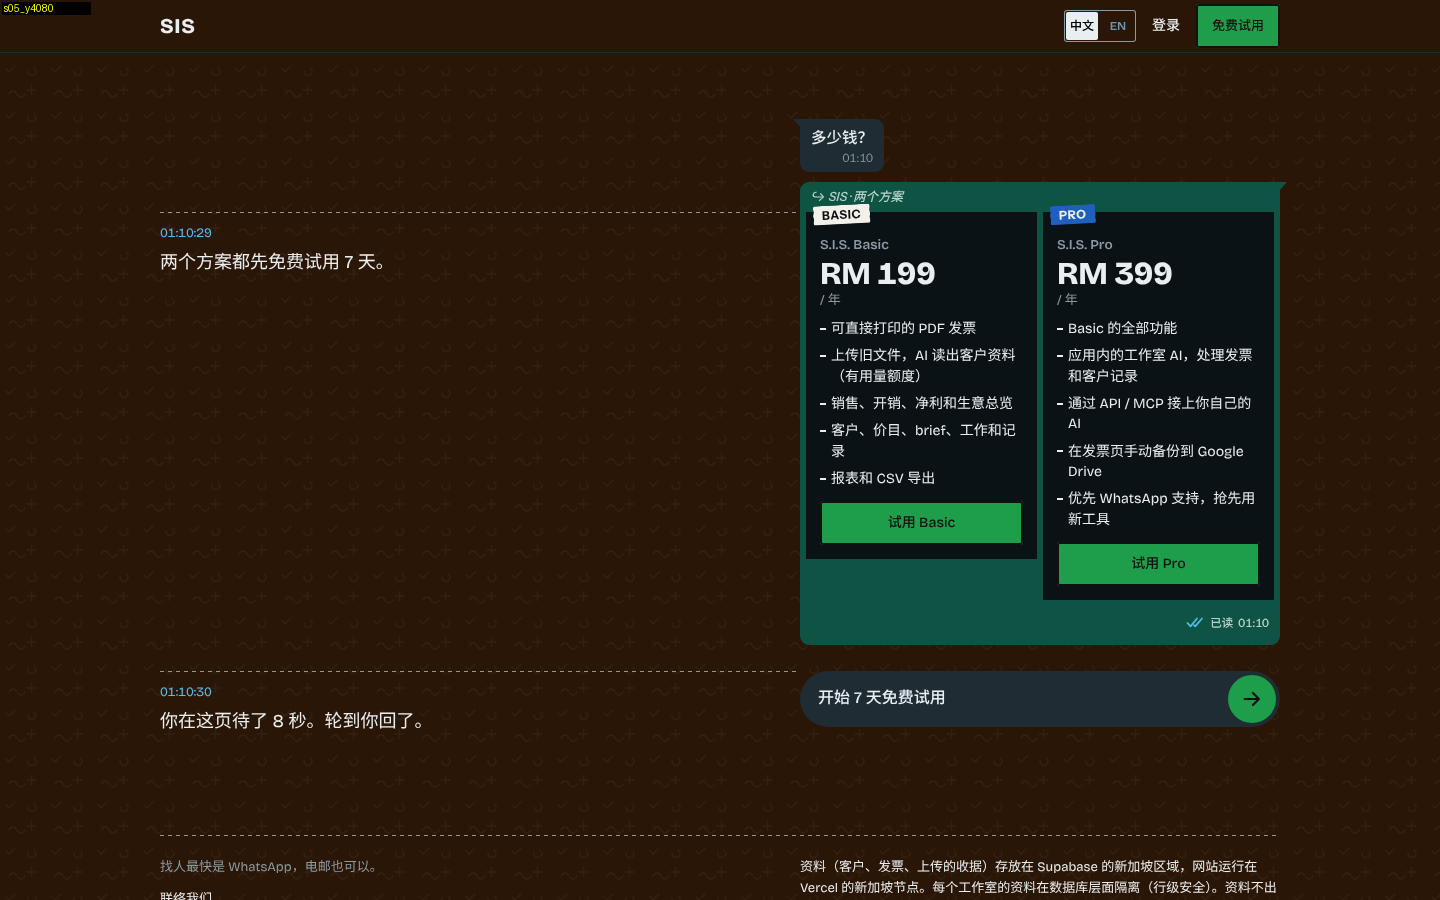 s05_y4080
SIS
中文
EN
登录
免费试用
多少钱?
01:10
SIS·两个方案
01:10:29
两个方案都先免费试用 7 天。
BASIC
S.I.S. Basic
RM 199
/ 年
可直接打印的 PDF 发票
上传旧文件，AI 读出客户资料
（有用量额度）
销售、开销、净利和生意总览
客户、价目、brief、工作和记
录
报表和 CSV 导出
试用 Basic
PRO
S.I.S. Pro
RM 399
/ 年
Basic 的全部功能
应用内的工作室 AI，处理发票
和客户记录
通过 API / MCP 接上你自己的
AI
在发票页手动备份到 Google
Drive
优先 WhatsApp 支持，抢先用
新工具
试用 Pro
已读 01:10
01:10:30
你在这页待了 8 秒。轮到你回了。
开始 7 天免费试用
找人最快是 WhatsApp，电邮也可以。
联络我们
资料（客户、发票、上传的收据）存放在 Supabase 的新加坡区域，网站运行在
Vercel 的新加坡节点。每个工作室的资料在数据库层面隔离（行级安全）。资料不出